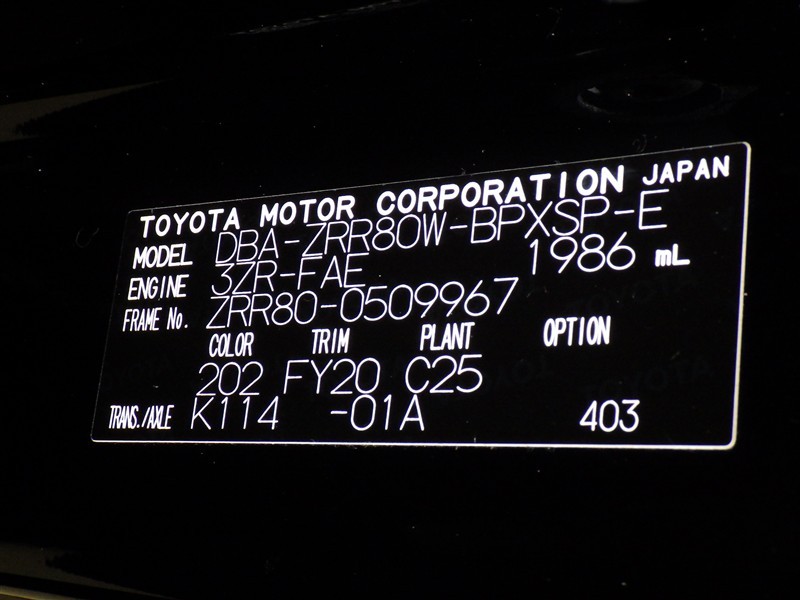 TOYOTA MOTOR CORPORATION JAPAN
MODEL DBA-ZRR80W-BPXSP-E
ENGINE 3ZR-FAE 1986 mL
FRAME No. ZRR80-0509967
COLOR TRIM PLANT OPTION
202 FY20 C25
TRANS./AXLE K114 -01A 403